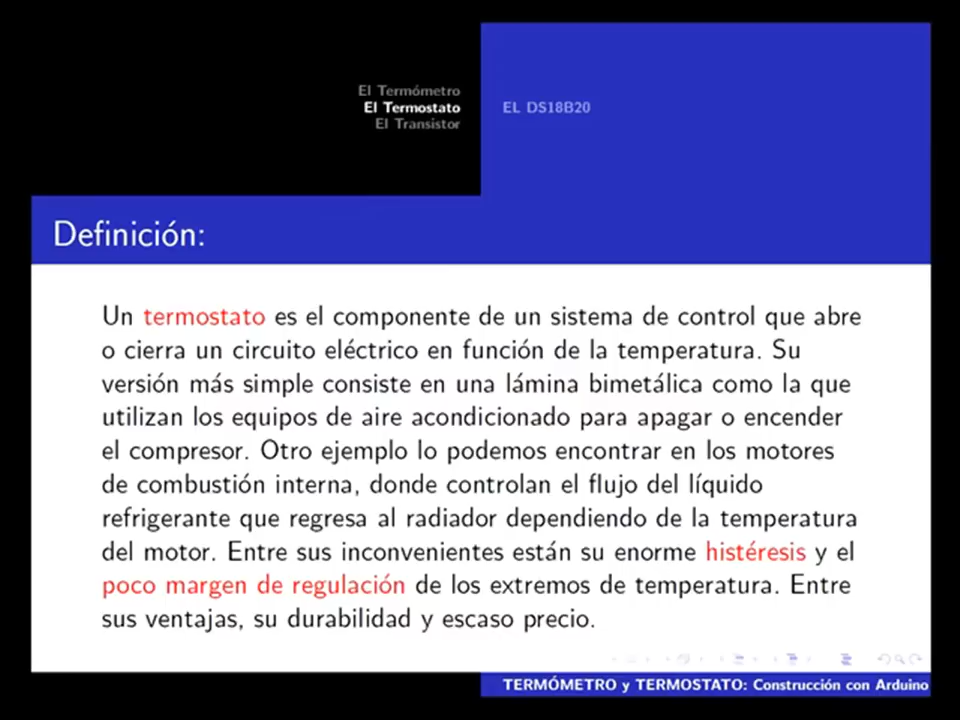 El Termómetro
El Termostato
El Transistor
EL DS18B20
Definición:
Un termostato es el componente de un sistema de control que abre
o cierra un circuito eléctrico en función de la temperatura. Su
versión más simple consiste en una lámina bimetálica como la que
utilizan los equipos de aire acondicionado para apagar o encender
el compresor. Otro ejemplo lo podemos encontrar en los motores
de combustión interna, donde controlan el flujo del líquido
refrigerante que regresa al radiador dependiendo de la temperatura
del motor. Entre sus inconvenientes están su enorme histéresis y el
poco margen de regulación de los extremos de temperatura. Entre
sus ventajas, su durabilidad y escaso precio.
TERMÓMETRO y TERMOSTATO: Construcción con Arduino